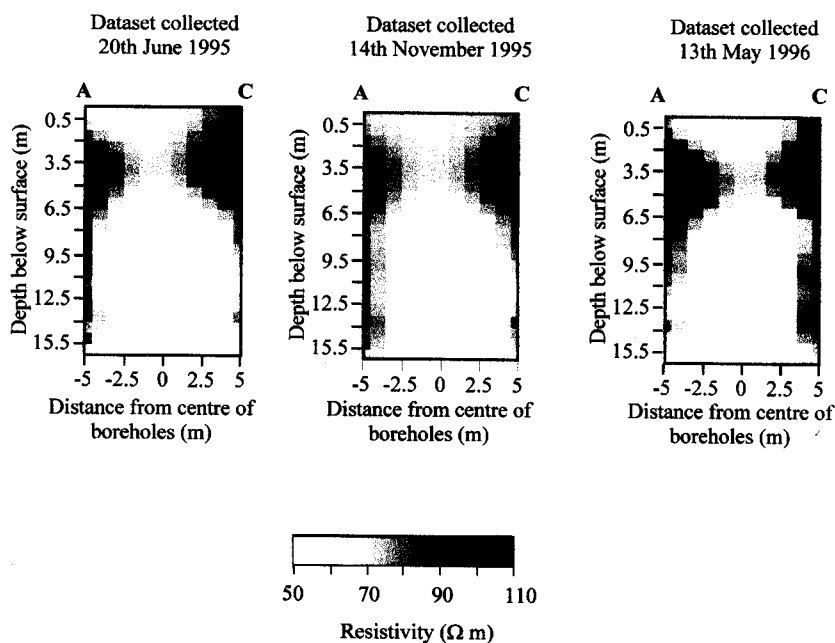 Dataset collected
20th June 1995
A C
0.5
3.5
6.5
9.5
12.5
15.5
Depth below surface (m)
-5 -2.5 0 2.5 5
Distance from centre of
boreholes (m)
Dataset collected
14th November 1995
A C
0.5
3.5
6.5
9.5
12.5
15.5
Depth below surface (m)
-5 -2.5 0 2.5 5
Distance from centre of
boreholes (m)
Dataset collected
13th May 1996
A C
0.5
3.5
6.5
9.5
12.5
15.5
Depth below surface (m)
-5 -2.5 0 2.5 5
Distance from centre of
boreholes (m)
50 70 90 110
Resistivity (Ω m)